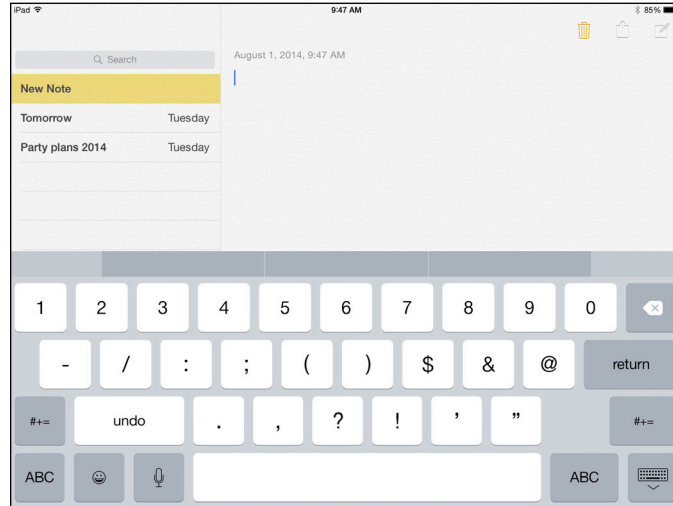 iPad 9:47 AM 85%
Search
August 1, 2014, 9:47 AM
New Note
Tomorrow Tuesday
Party plans 2014 Tuesday
1 2 3 4 5 6 7 8 9 0
- / : ; ( ) $ & @ return
#+= undo . , ? ! ' " #+=
ABC ABC